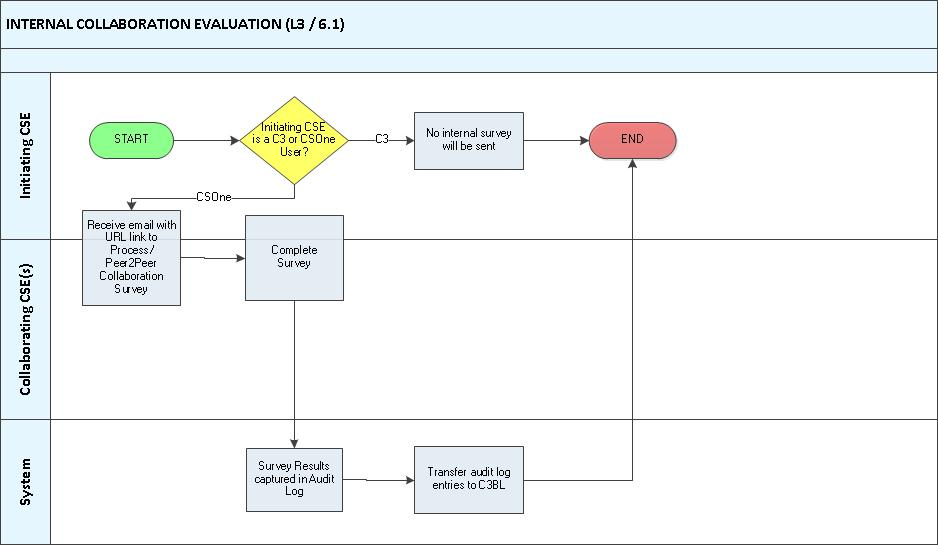 INTERNAL COLLABORATION EVALUATION (L3 / 6.1)
Initiating CSE
START
Initiating CSE
is a C3 or CSOne
User?
C3
No internal survey
will be sent
END
CSOne
Receive email with
URL link to
Process/
Peer2Peer
Collaboration
Survey
Complete
Survey
Collaborating CSE(s)
System
Survey Results
captured in Audit
Log
Transfer audit log
entries to C3BL